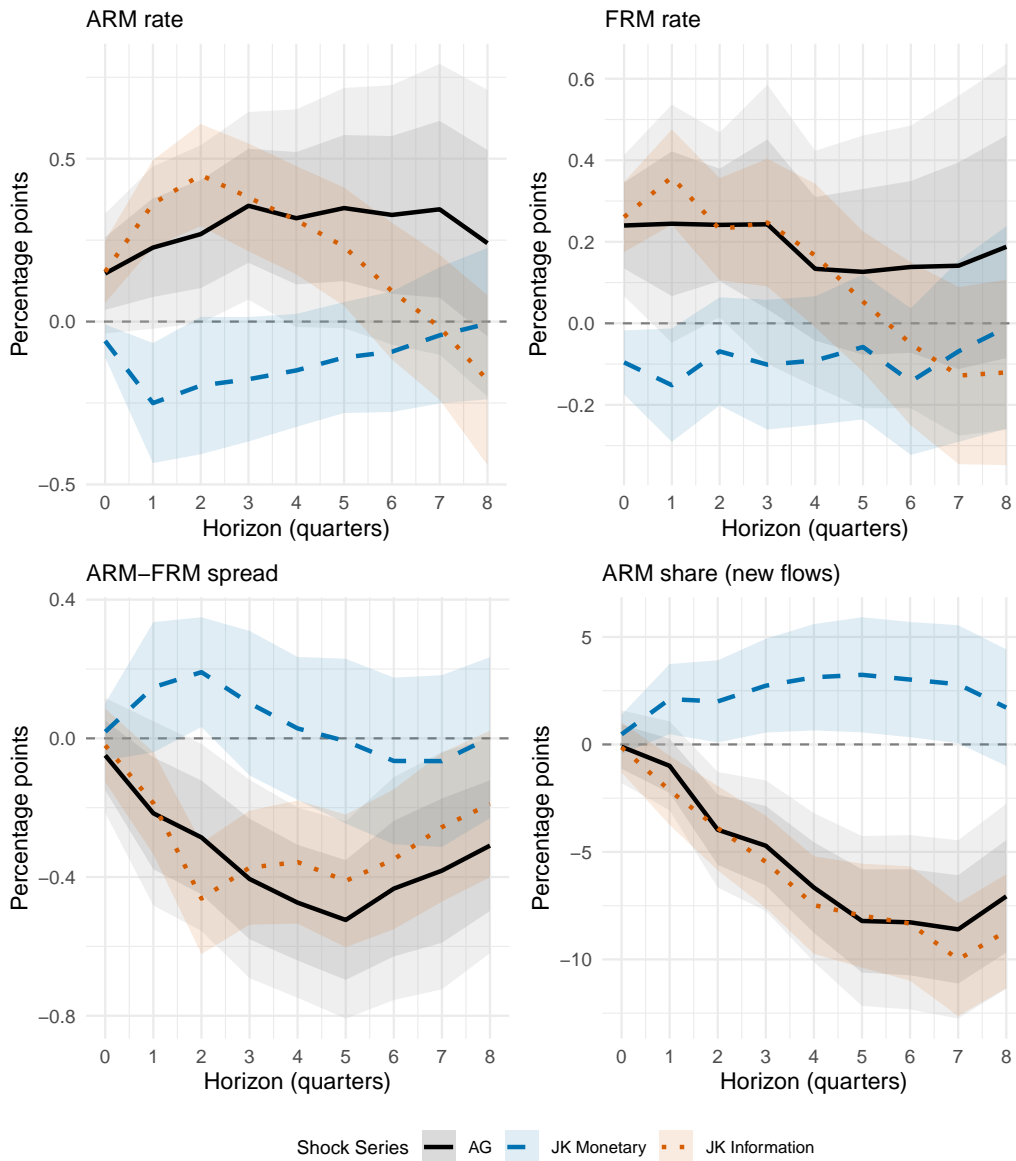 ARM rate
FRM rate
Percentage points
0.5
0.0
−0.5
0 1 2 3 4 5 6 7 8
Horizon (quarters)
Percentage points
0.6
0.4
0.2
0.0
−0.2
0 1 2 3 4 5 6 7 8
Horizon (quarters)
ARM−FRM spread
ARM share (new flows)
Percentage points
0.4
0.0
−0.4
−0.8
0 1 2 3 4 5 6 7 8
Horizon (quarters)
Percentage points
5
0
−5
−10
0 1 2 3 4 5 6 7 8
Horizon (quarters)
Shock Series AG JK Monetary JK Information